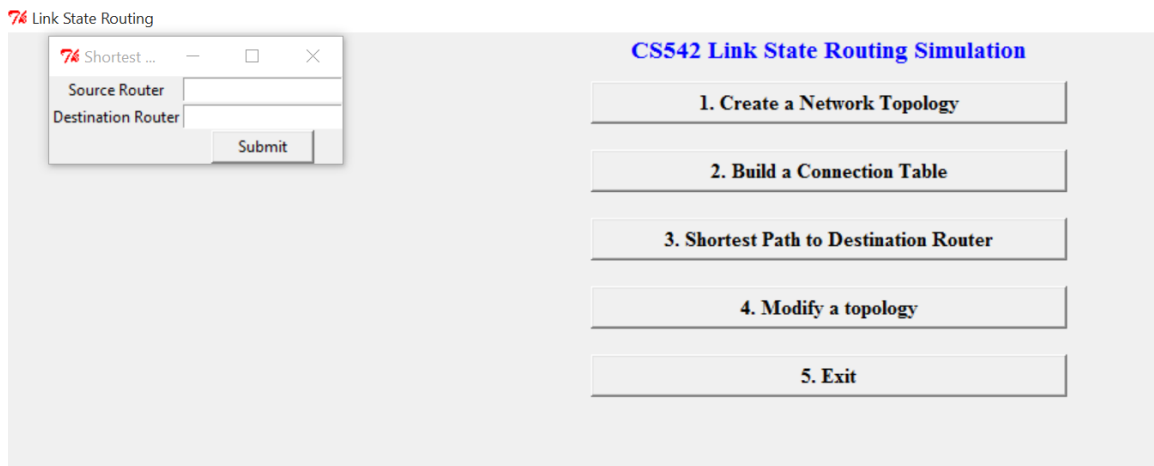 Link State Routing
Shortest ...
Source Router
Destination Router
Submit
CS542 Link State Routing Simulation
1. Create a Network Topology
2. Build a Connection Table
3. Shortest Path to Destination Router
4. Modify a topology
5. Exit